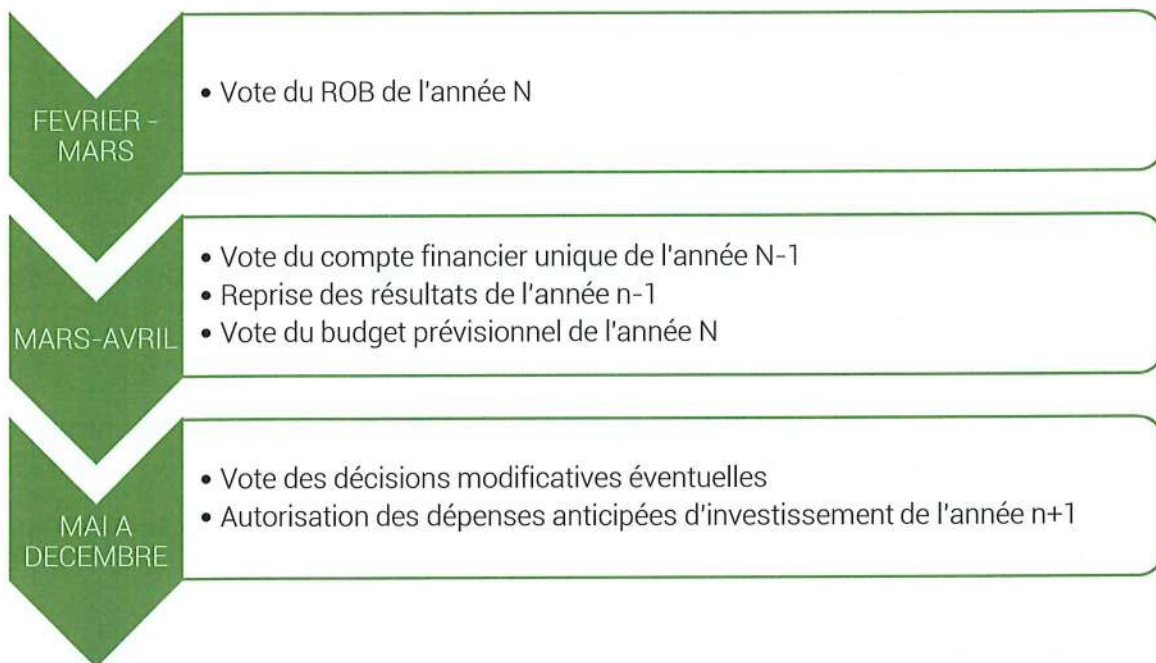 FEVRIER -
MARS
• Vote du ROB de l'année N
MARS-AVRIL
• Vote du compte financier unique de l'année N-1
• Reprise des résultats de l'année n-1
• Vote du budget prévisionnel de l'année N
MAI A
DECEMBRE
• Vote des décisions modificatives éventuelles
• Autorisation des dépenses anticipées d'investissement de l'année n+1